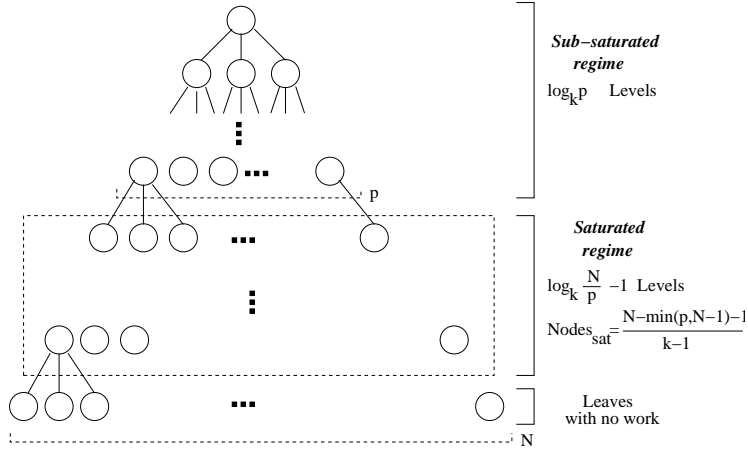 Sub-saturated
regime
log_k p Levels
p
Saturated
regime
log_k N/p -1 Levels
Nodes_sat = N-min(p,N-1)-1 / k-1
Leaves
with no work
N